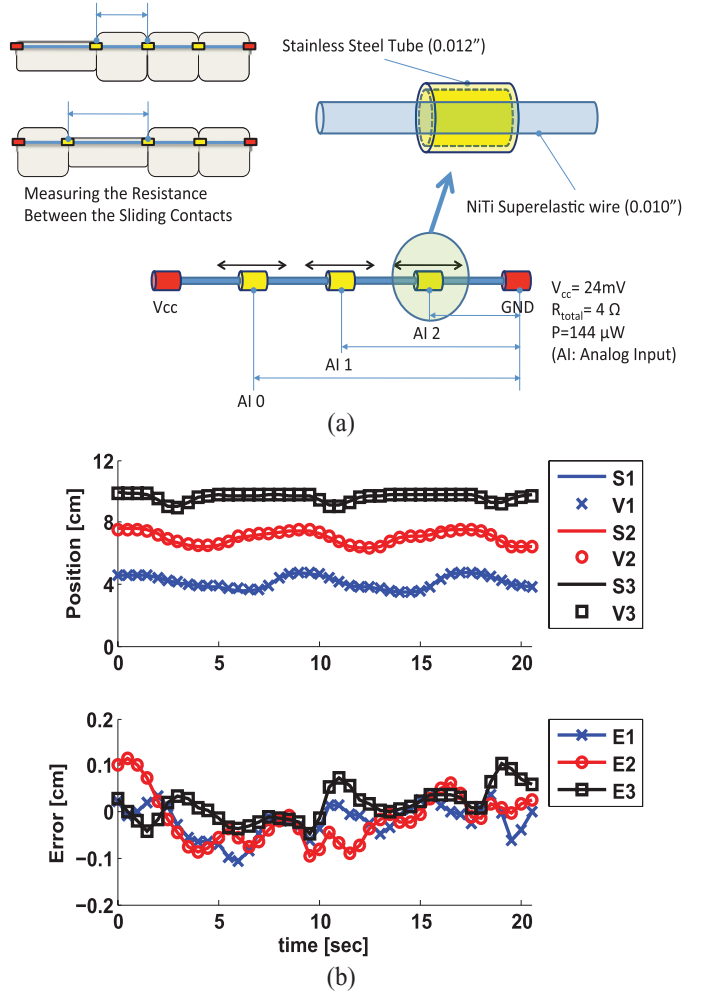 Stainless Steel Tube (0.012”)
NiTi Superelastic wire (0.010”)
Measuring the Resistance
Between the Sliding Contacts
Vcc
GND
AI 2
AI 1
AI 0
Vcc= 24mV
Rtotal= 4 Ω
P=144 µW
(AI: Analog Input)
(a)
Position [cm]
12
8
4
0
0 5 10 15 20
S1
V1
S2
V2
S3
V3
Error [cm]
0.2
0.1
0
−0.1
−0.2
0 5 10 15 20
time [sec]
E1
E2
E3
(b)